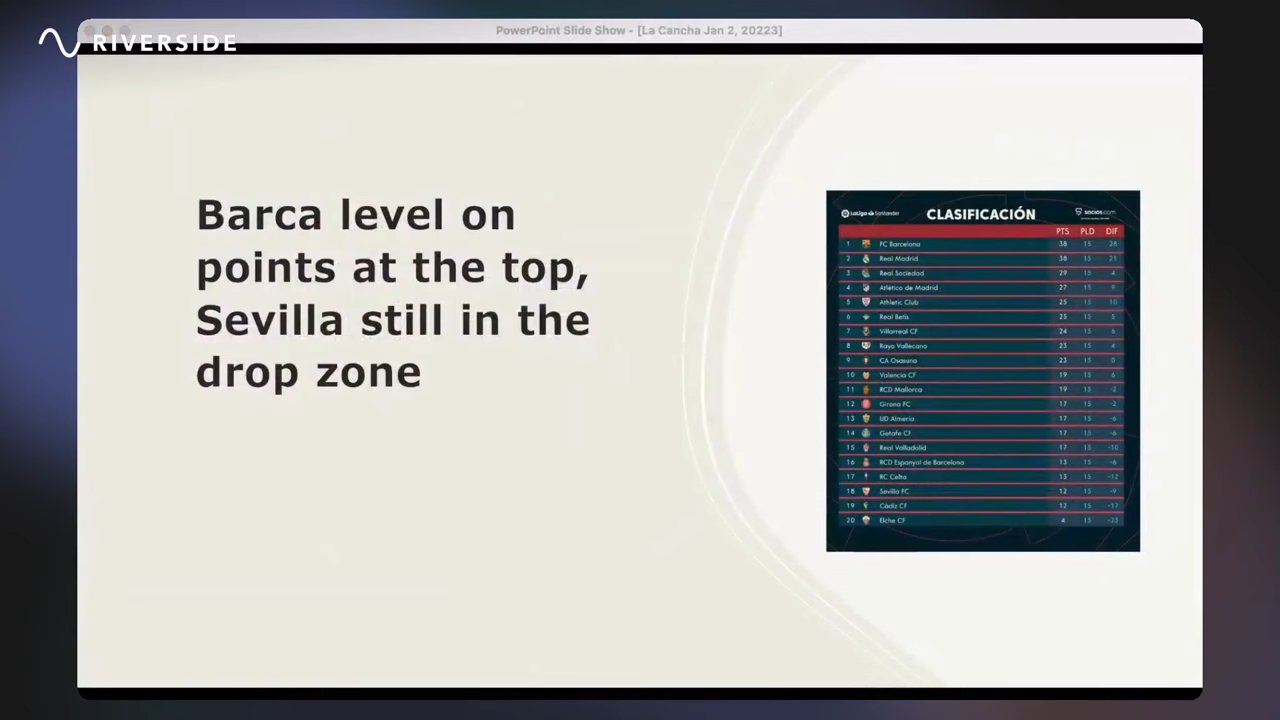 PowerPoint Slide Show - [La Cancha Jan 2, 20223]
RIVERSIDE
Barca level on
points at the top,
Sevilla still in the
drop zone
LaLiga Santander CLASIFICACIÓN socios.com
PTS PLD DIF
1 FC Barcelona 38 15 28
2 Real Madrid 38 15 21
3 Real Sociedad 29 15 4
4 Atlético de Madrid 27 15 9
5 Athletic Club 25 15 10
6 Real Betis 25 15 5
7 Villarreal CF 24 15 6
8 Rayo Vallecano 23 15 4
9 CA Osasuna 23 15 0
10 Valencia CF 19 15 6
11 RCD Mallorca 19 15 -2
12 Girona FC 17 15 -2
13 UD Almería 17 15 -6
14 Getafe CF 17 15 -6
15 Real Valladolid 17 15 -10
16 RCD Espanyol de Barcelona 13 15 -6
17 RC Celta 13 15 -12
18 Sevilla FC 12 15 -9
19 Cádiz CF 12 15 -17
20 Elche CF 4 15 -23